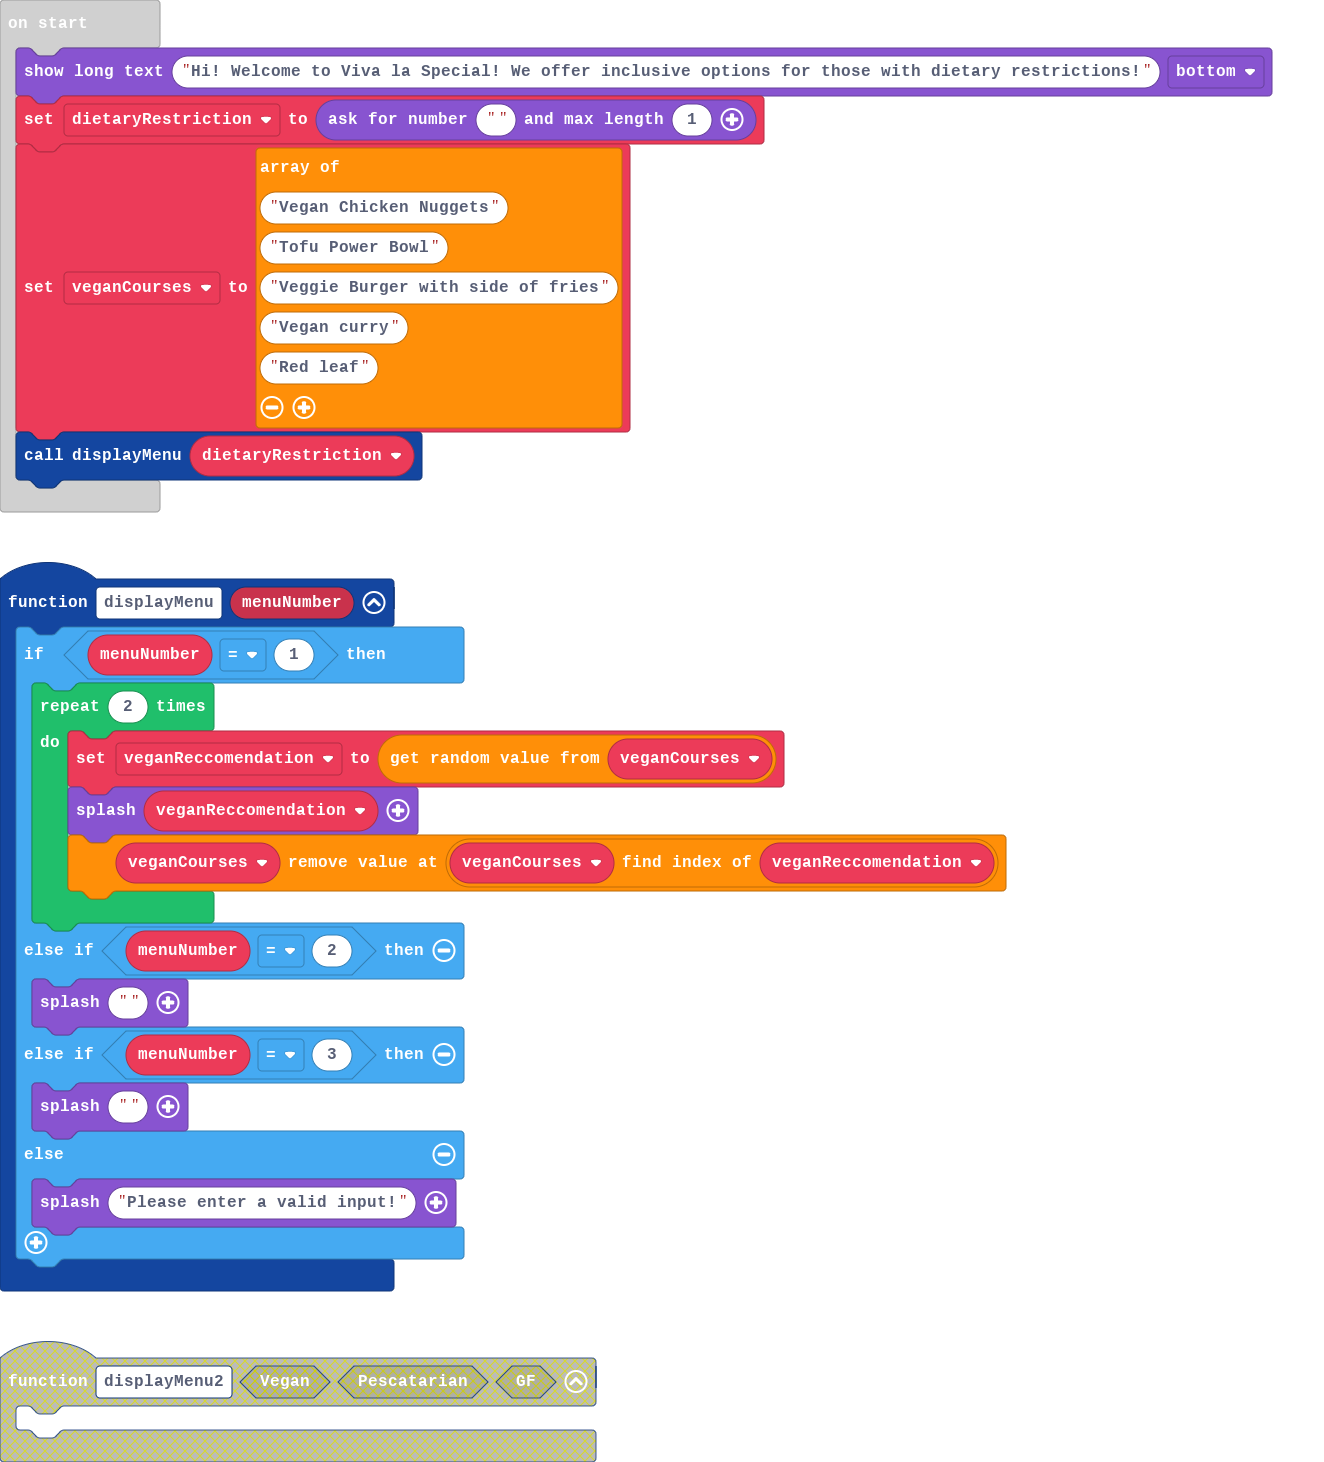 on start
show long text "Hi! Welcome to Viva la Special! We offer inclusive options for those with dietary restrictions!" bottom
set dietaryRestriction to ask for number "" and max length 1
array of
"Vegan Chicken Nuggets"
"Tofu Power Bowl"
set veganCourses to "Veggie Burger with side of fries"
"Vegan curry"
"Red leaf"
call displayMenu dietaryRestriction
function displayMenu menuNumber
if menuNumber = 1 then
repeat 2 times
do
set veganReccomendation to get random value from veganCourses
splash veganReccomendation
veganCourses remove value at veganCourses find index of veganReccomendation
else if menuNumber = 2 then
splash ""
else if menuNumber = 3 then
splash ""
else
splash "Please enter a valid input!"
function displayMenu2 Vegan Pescatarian GF